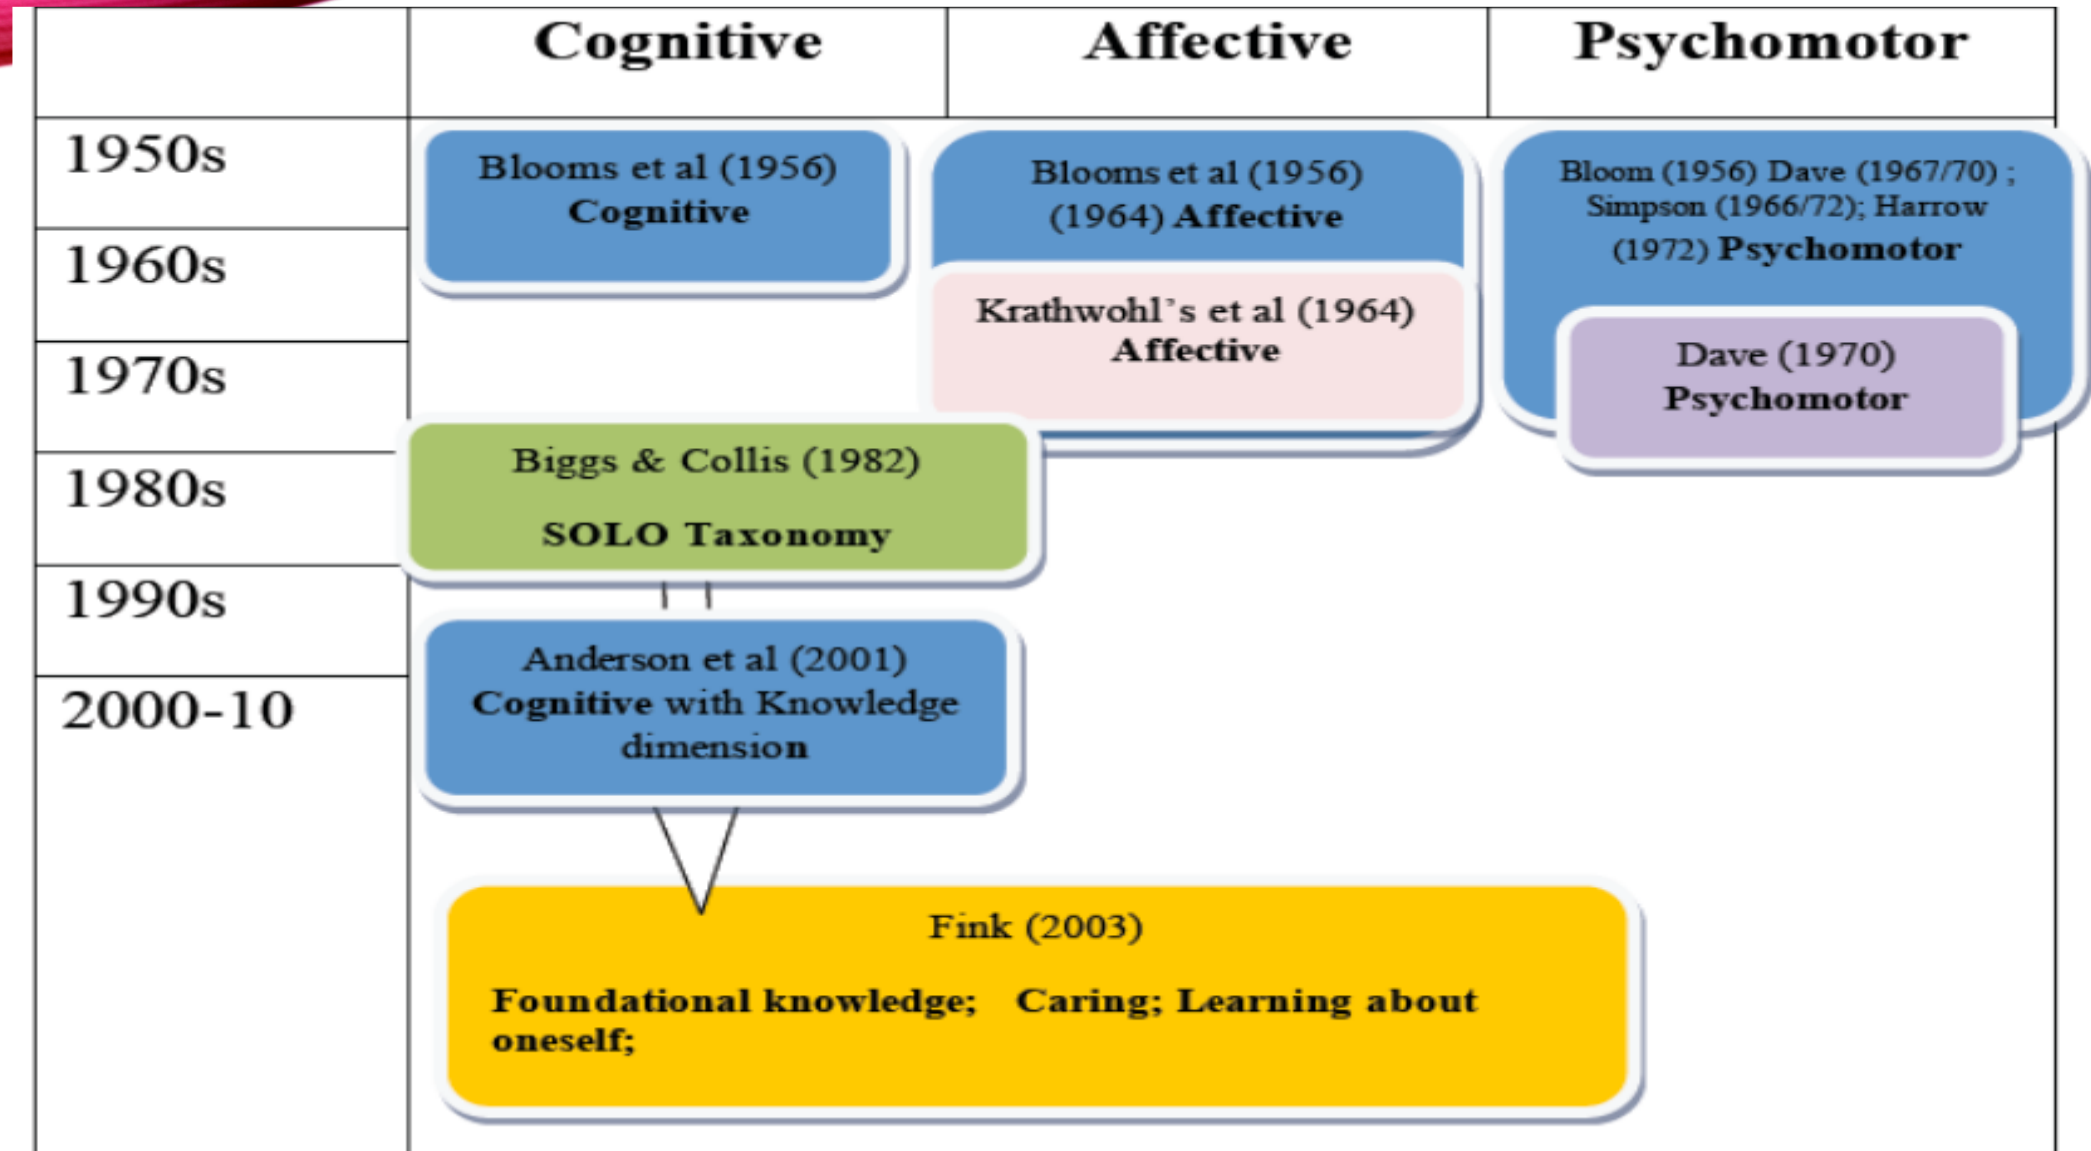 Cognitive
Affective
Psychomotor
1950s
Blooms et al (1956)
Cognitive
Blooms et al (1956)
(1964) Affective
Bloom (1956) Dave (1967/70) ;
Simpson (1966/72); Harrow
(1972) Psychomotor
1960s
Krathwohl's et al (1964)
Affective
1970s
Dave (1970)
Psychomotor
1980s
Biggs & Collis (1982)
SOLO Taxonomy
1990s
Anderson et al (2001)
Cognitive with Knowledge
dimension
2000-10
Fink (2003)
Foundational knowledge; Caring; Learning about
oneself;